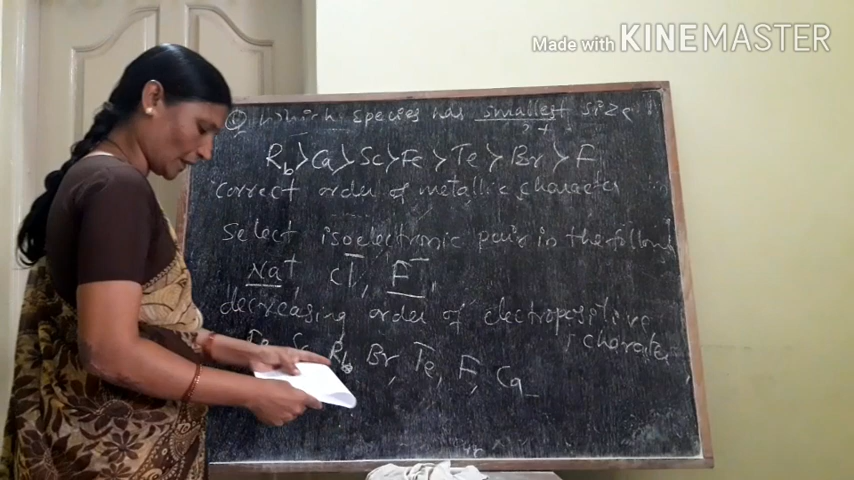 Made with KINEMASTER
① Which species has smallest size
Rb > Ca > Sc > Fe > Te > Br > F
Correct order of metallic character
Select isoelectronic pair in the
Na⁺ Cl⁻, F⁻,
decreasing order of electropositive
character
Rb Br, Te, F, Ca